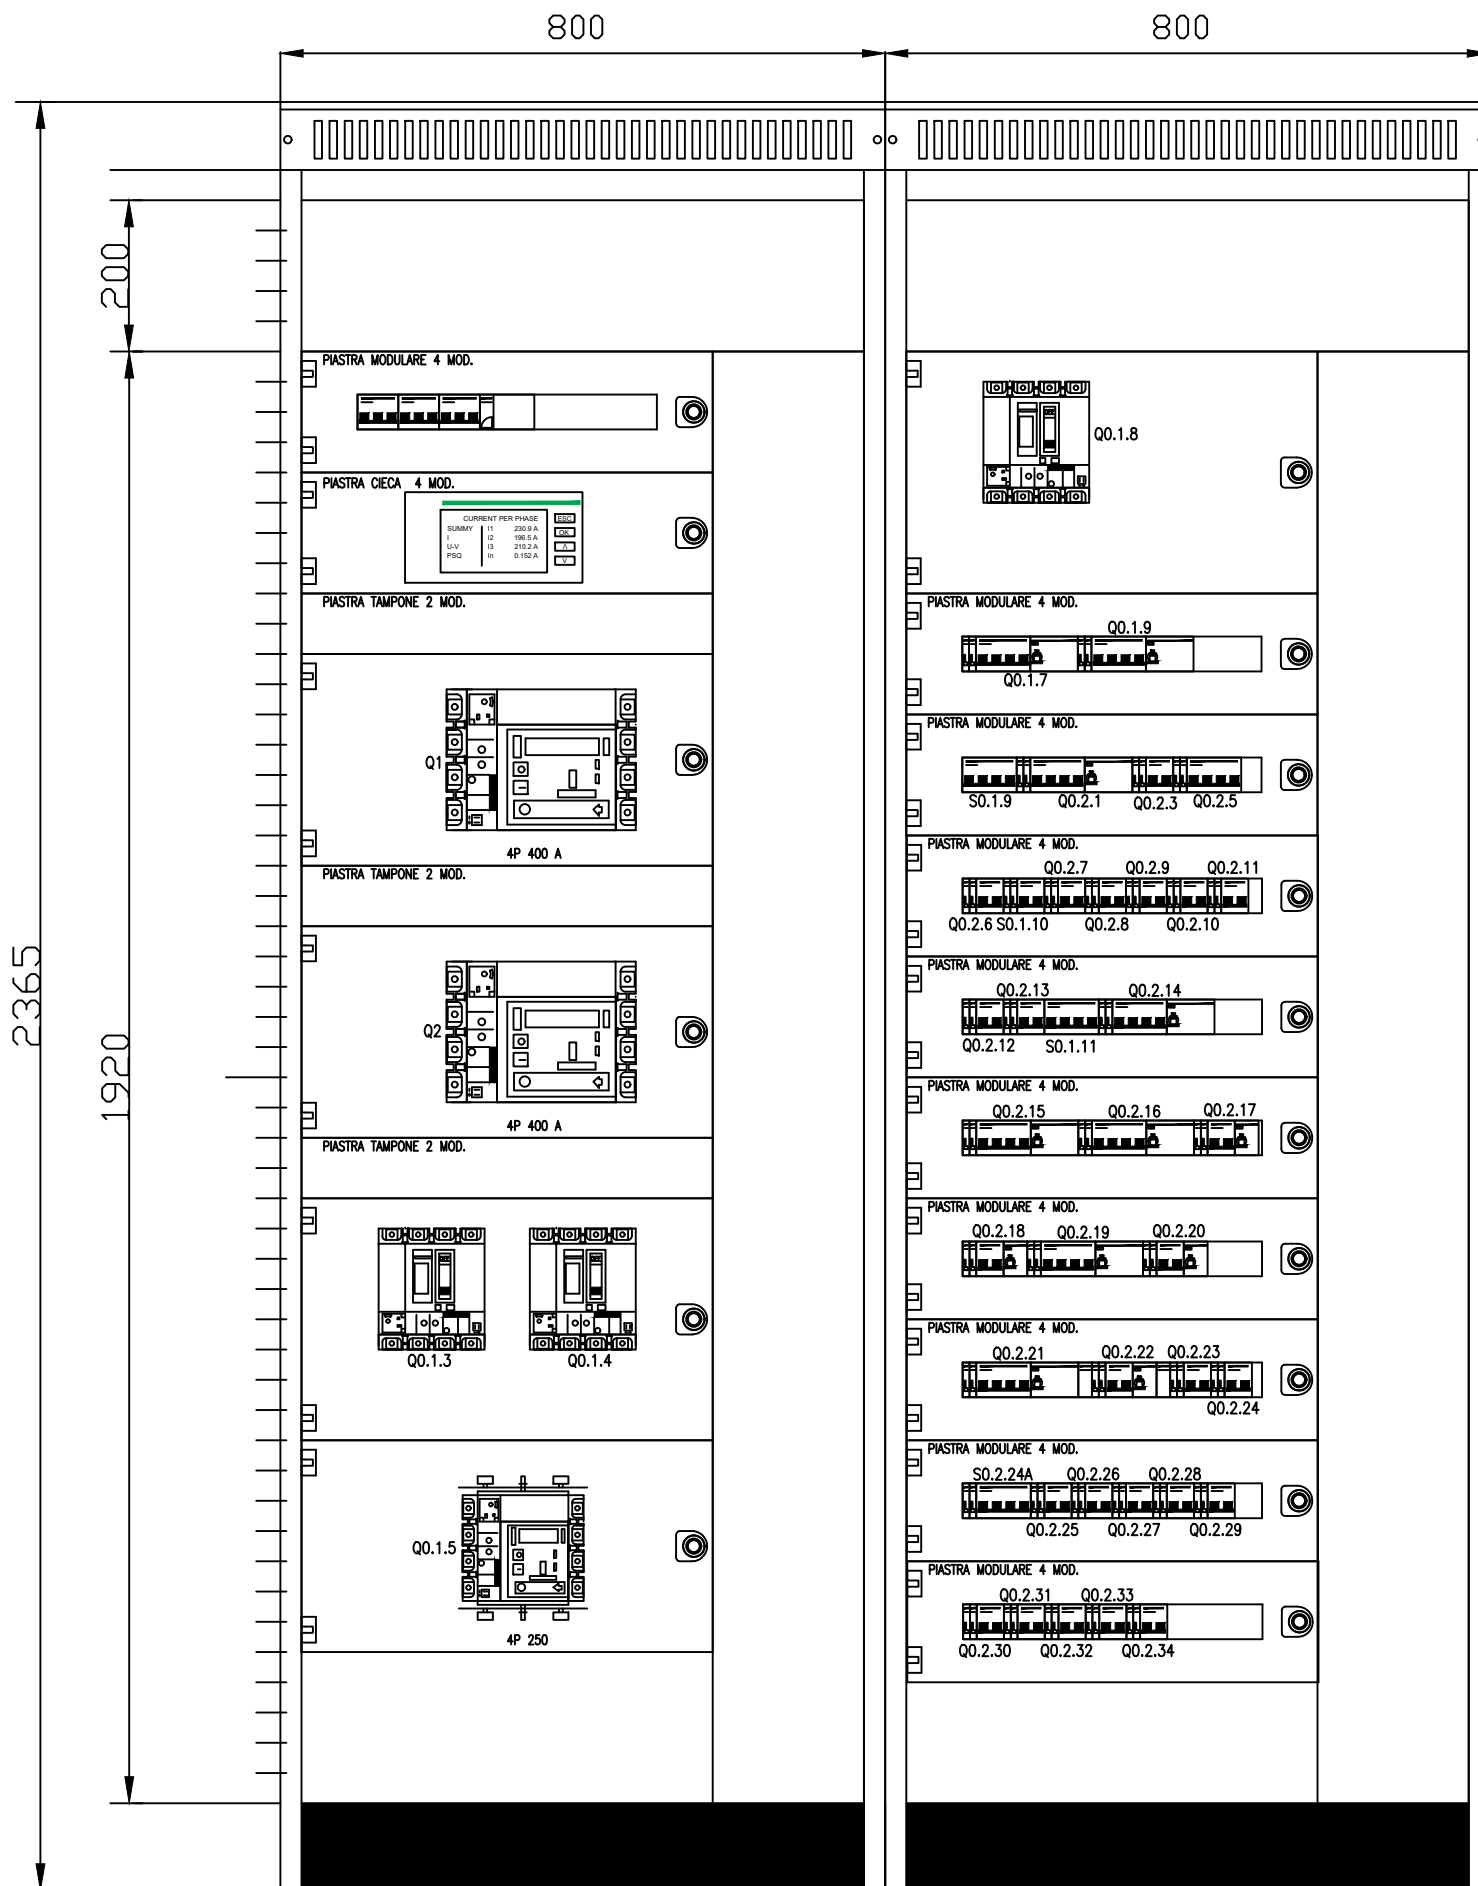 800
800
2365
200
1920
PIASTRA MODULARE 4 MOD.
PIASTRA CIECA 4 MOD.
CURRENT PER PHASE
SUMMY I1 230.9 A
I I2 196.5 A
U-V I3 210.2 A
PSQ In 0.152 A
ESC
OK
PIASTRA TAMPONE 2 MOD.
Q1
4P 400 A
PIASTRA TAMPONE 2 MOD.
Q2
4P 400 A
PIASTRA TAMPONE 2 MOD.
Q0.1.3 Q0.1.4
Q0.1.5
4P 250
Q0.1.8
PIASTRA MODULARE 4 MOD.
Q0.1.9
Q0.1.7
PIASTRA MODULARE 4 MOD.
S0.1.9 Q0.2.1 Q0.2.3 Q0.2.5
PIASTRA MODULARE 4 MOD.
Q0.2.7 Q0.2.9 Q0.2.11
Q0.2.6 S0.1.10 Q0.2.8 Q0.2.10
PIASTRA MODULARE 4 MOD.
Q0.2.13 Q0.2.14
Q0.2.12 S0.1.11
PIASTRA MODULARE 4 MOD.
Q0.2.15 Q0.2.16 Q0.2.17
PIASTRA MODULARE 4 MOD.
Q0.2.18 Q0.2.19 Q0.2.20
PIASTRA MODULARE 4 MOD.
Q0.2.21 Q0.2.22 Q0.2.23
Q0.2.24
PIASTRA MODULARE 4 MOD.
S0.2.24A Q0.2.26 Q0.2.28
Q0.2.25 Q0.2.27 Q0.2.29
PIASTRA MODULARE 4 MOD.
Q0.2.31 Q0.2.33
Q0.2.30 Q0.2.32 Q0.2.34